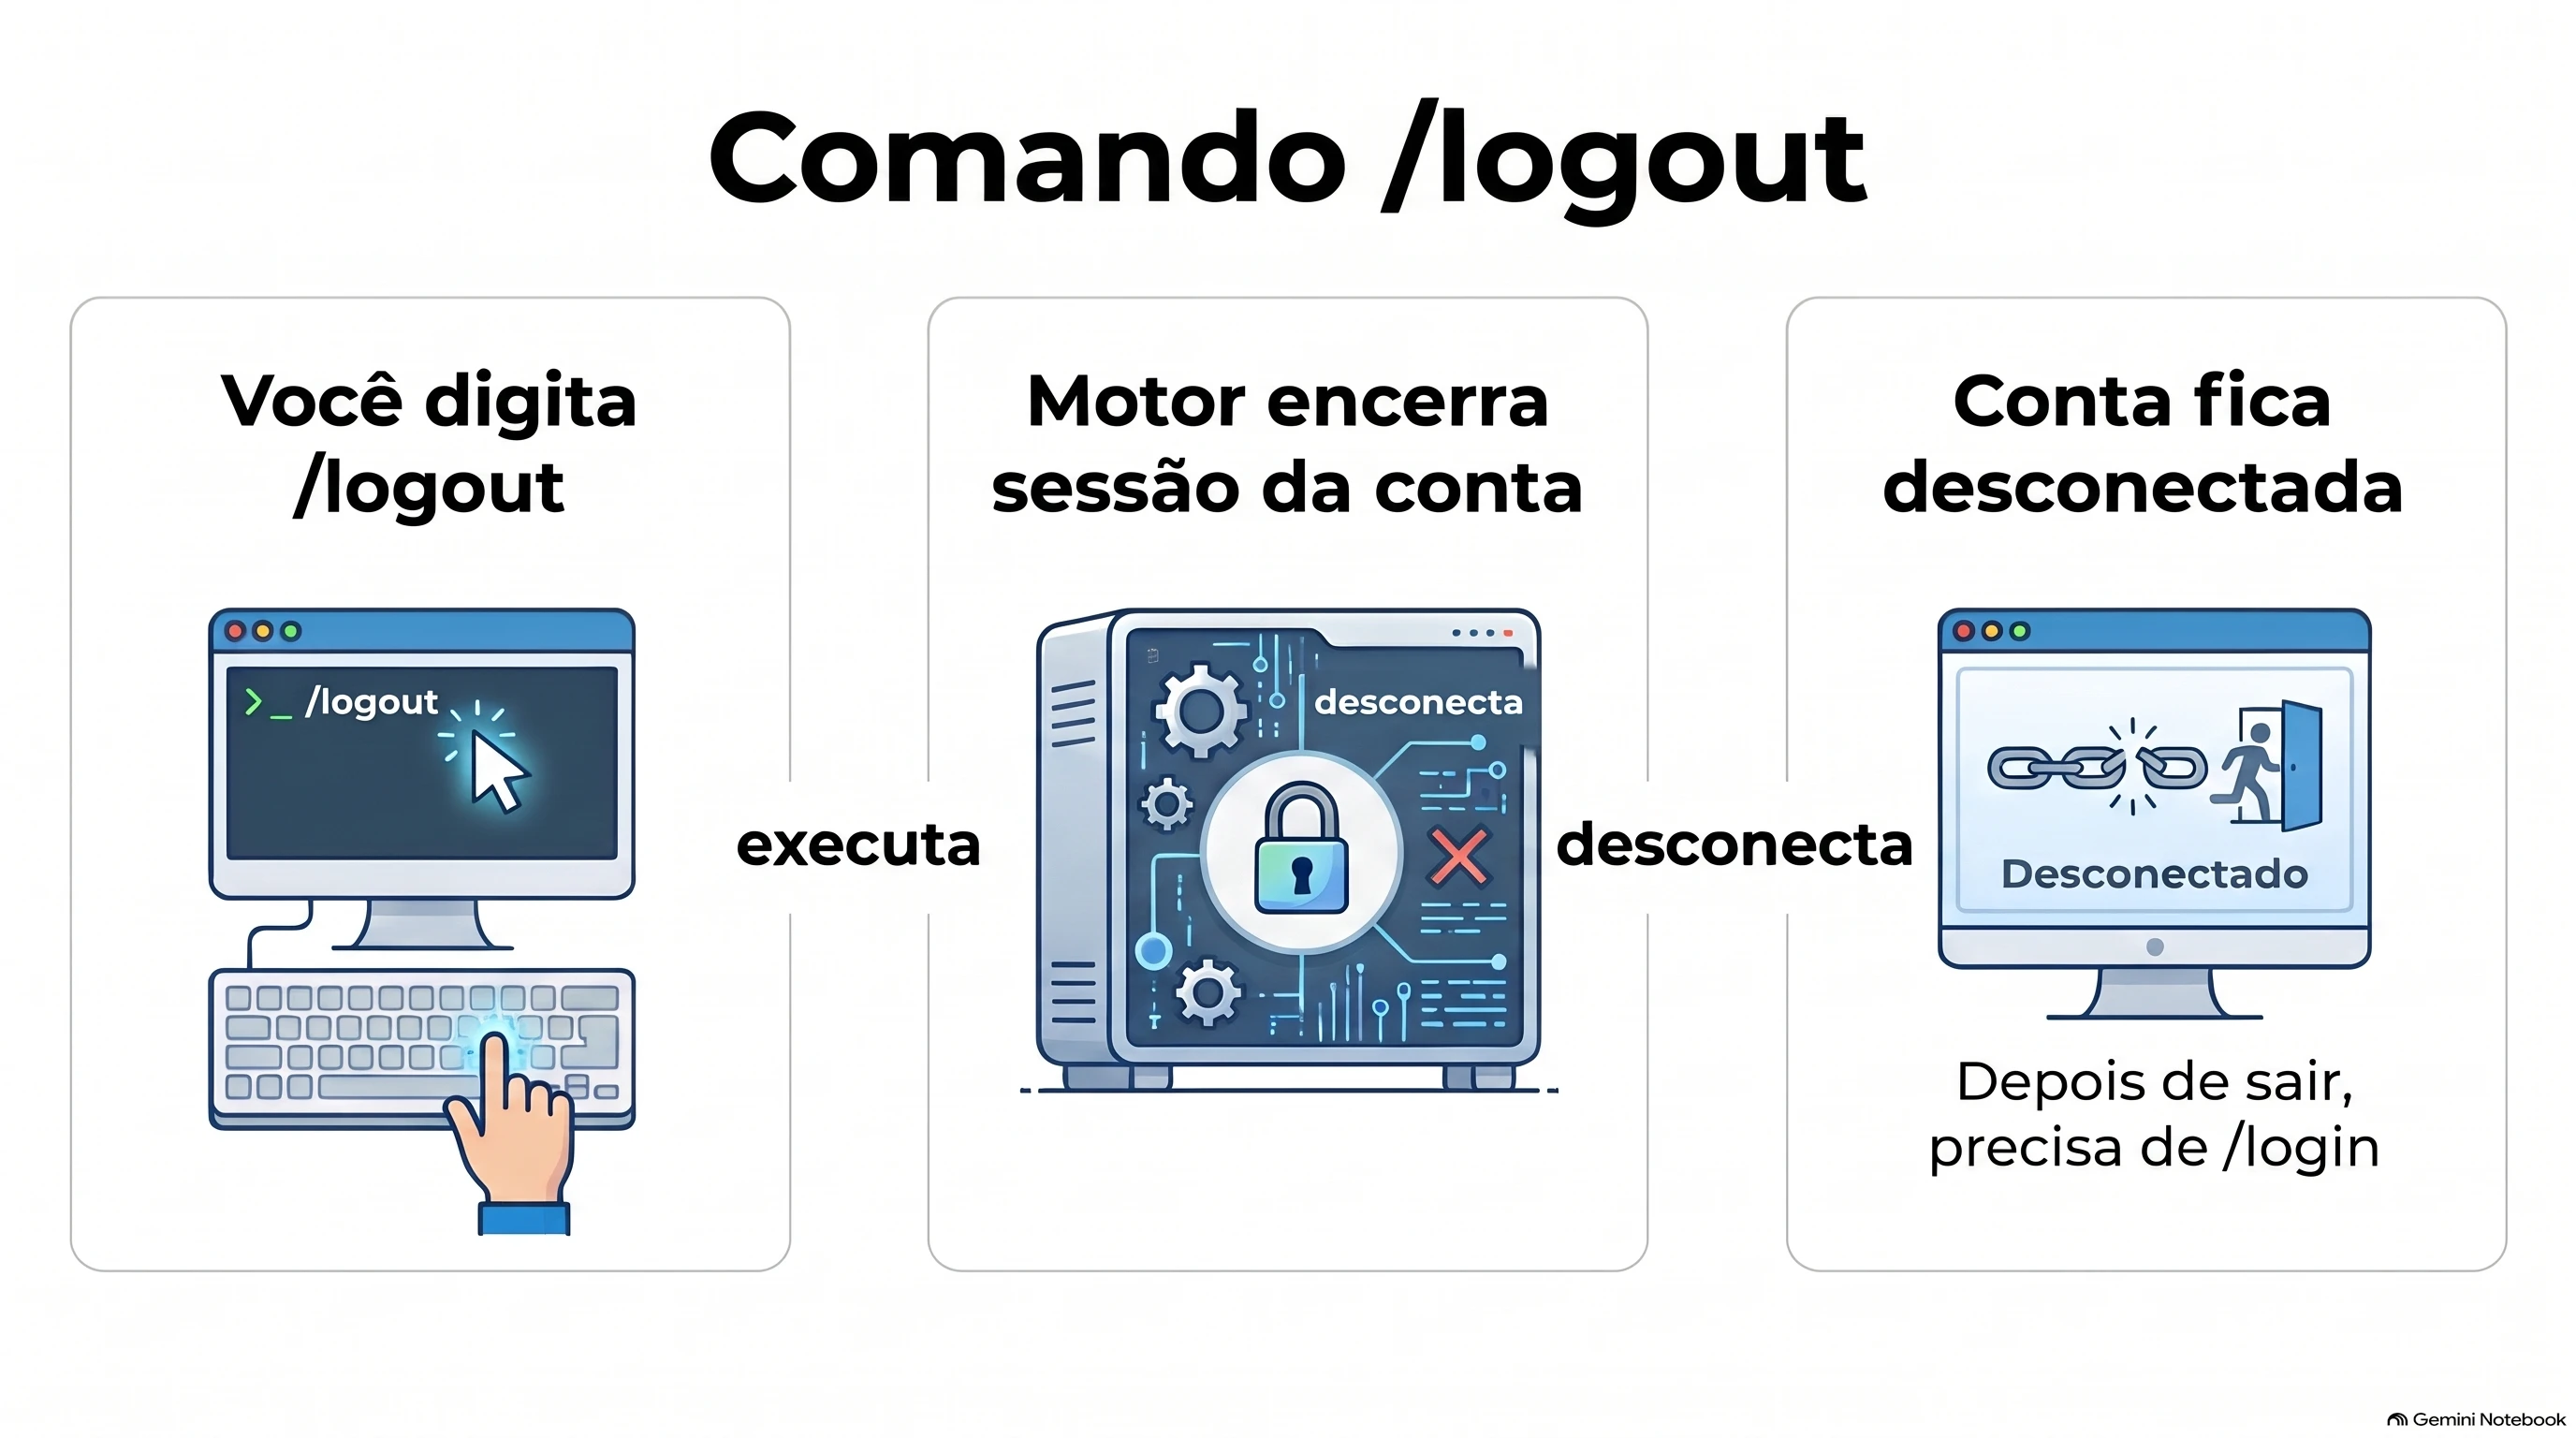 Comando /logout
Você digita
/logout
>_ /logout
executa
Motor encerra
sessão da conta
desconecta
desconecta
Conta fica
desconectada
Desconectado
Depois de sair,
precisa de /login
Gemini Notebook